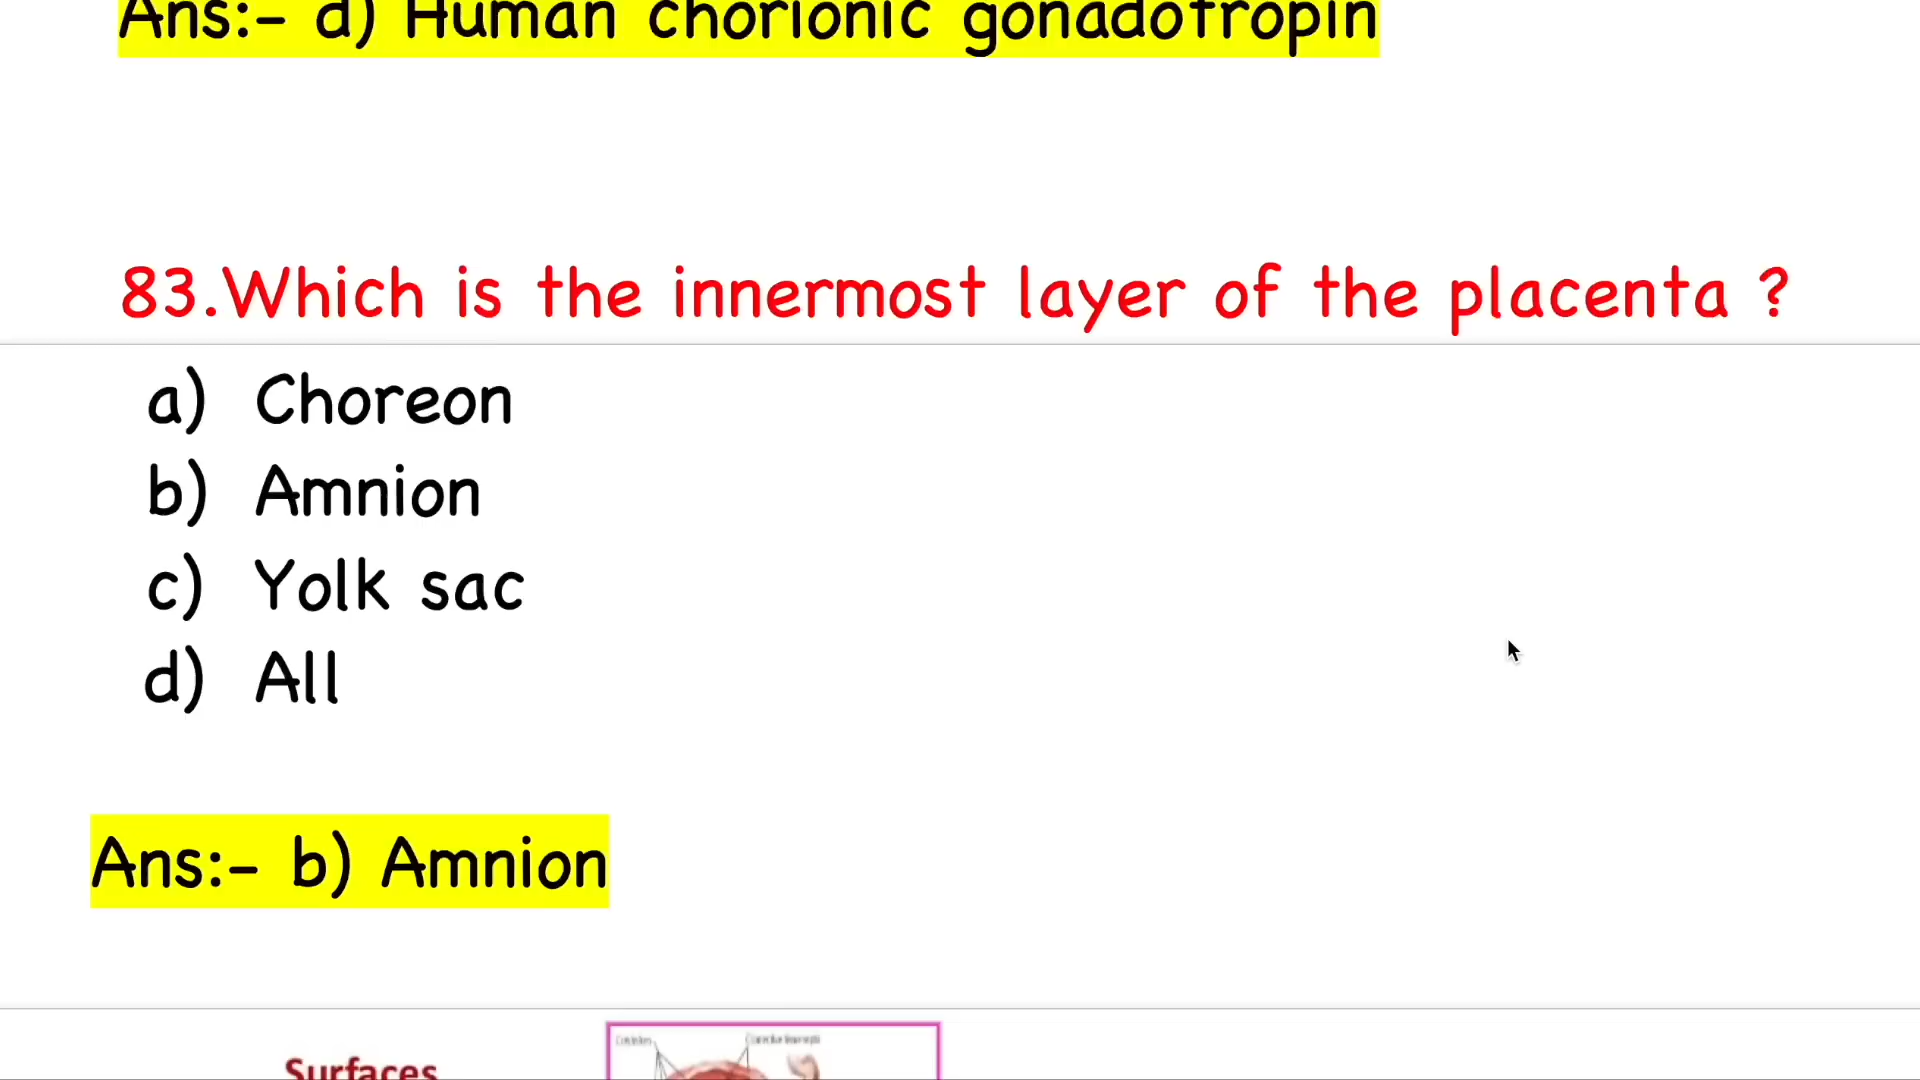 Ans:- d) Human chorionic gonadotropin
83.Which is the innermost layer of the placenta ?
a) Choreon
b) Amnion
c) Yolk sac
d) All
Ans:- b) Amnion
Surfaces